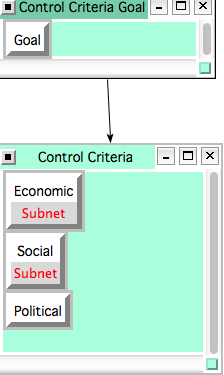 Control Criteria Goal
Goal
Control Criteria
Economic
Subnet
Social
Subnet
Political